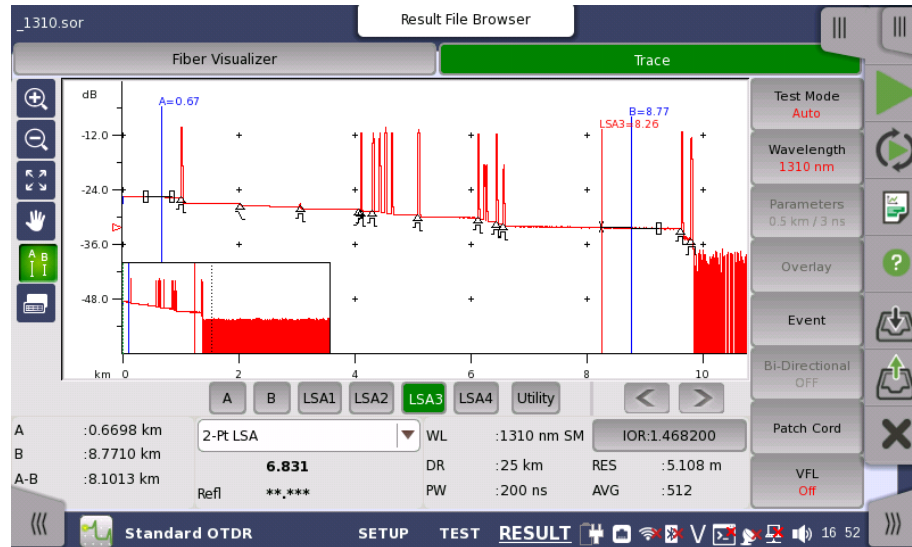 _1310.sor
Result File Browser
Fiber Visualizer
Trace
dB
A=0.67
B=8.77
LSA3=8.26
-12.0
-24.0
-36.0
-48.0
km 0 2 4 6 8 10
Test Mode
Auto
Wavelength
1310 nm
Parameters
0.5 km / 3 ns
Overlay
Event
Bi-Directional
OFF
Patch Cord
VFL
Off
A B
A B LSA1 LSA2 LSA3 LSA4 Utility < >
A :0.6698 km
B :8.7710 km
A-B :8.1013 km
2-Pt LSA
6.831
Refl **.***
WL :1310 nm SM
IOR:1.468200
DR :25 km
RES :5.108 m
PW :200 ns
AVG :512
Standard OTDR
SETUP TEST RESULT
V
16 52